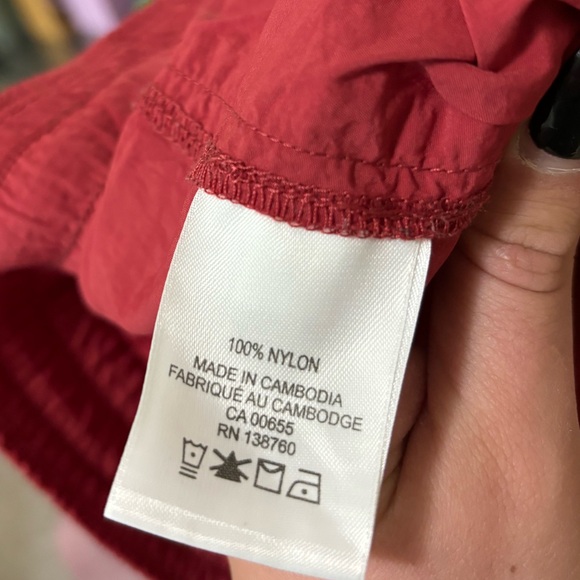 100% NYLON
MADE IN CAMBODIA
FABRIQUÉ AU CAMBODGE
CA 00655
RN 138760